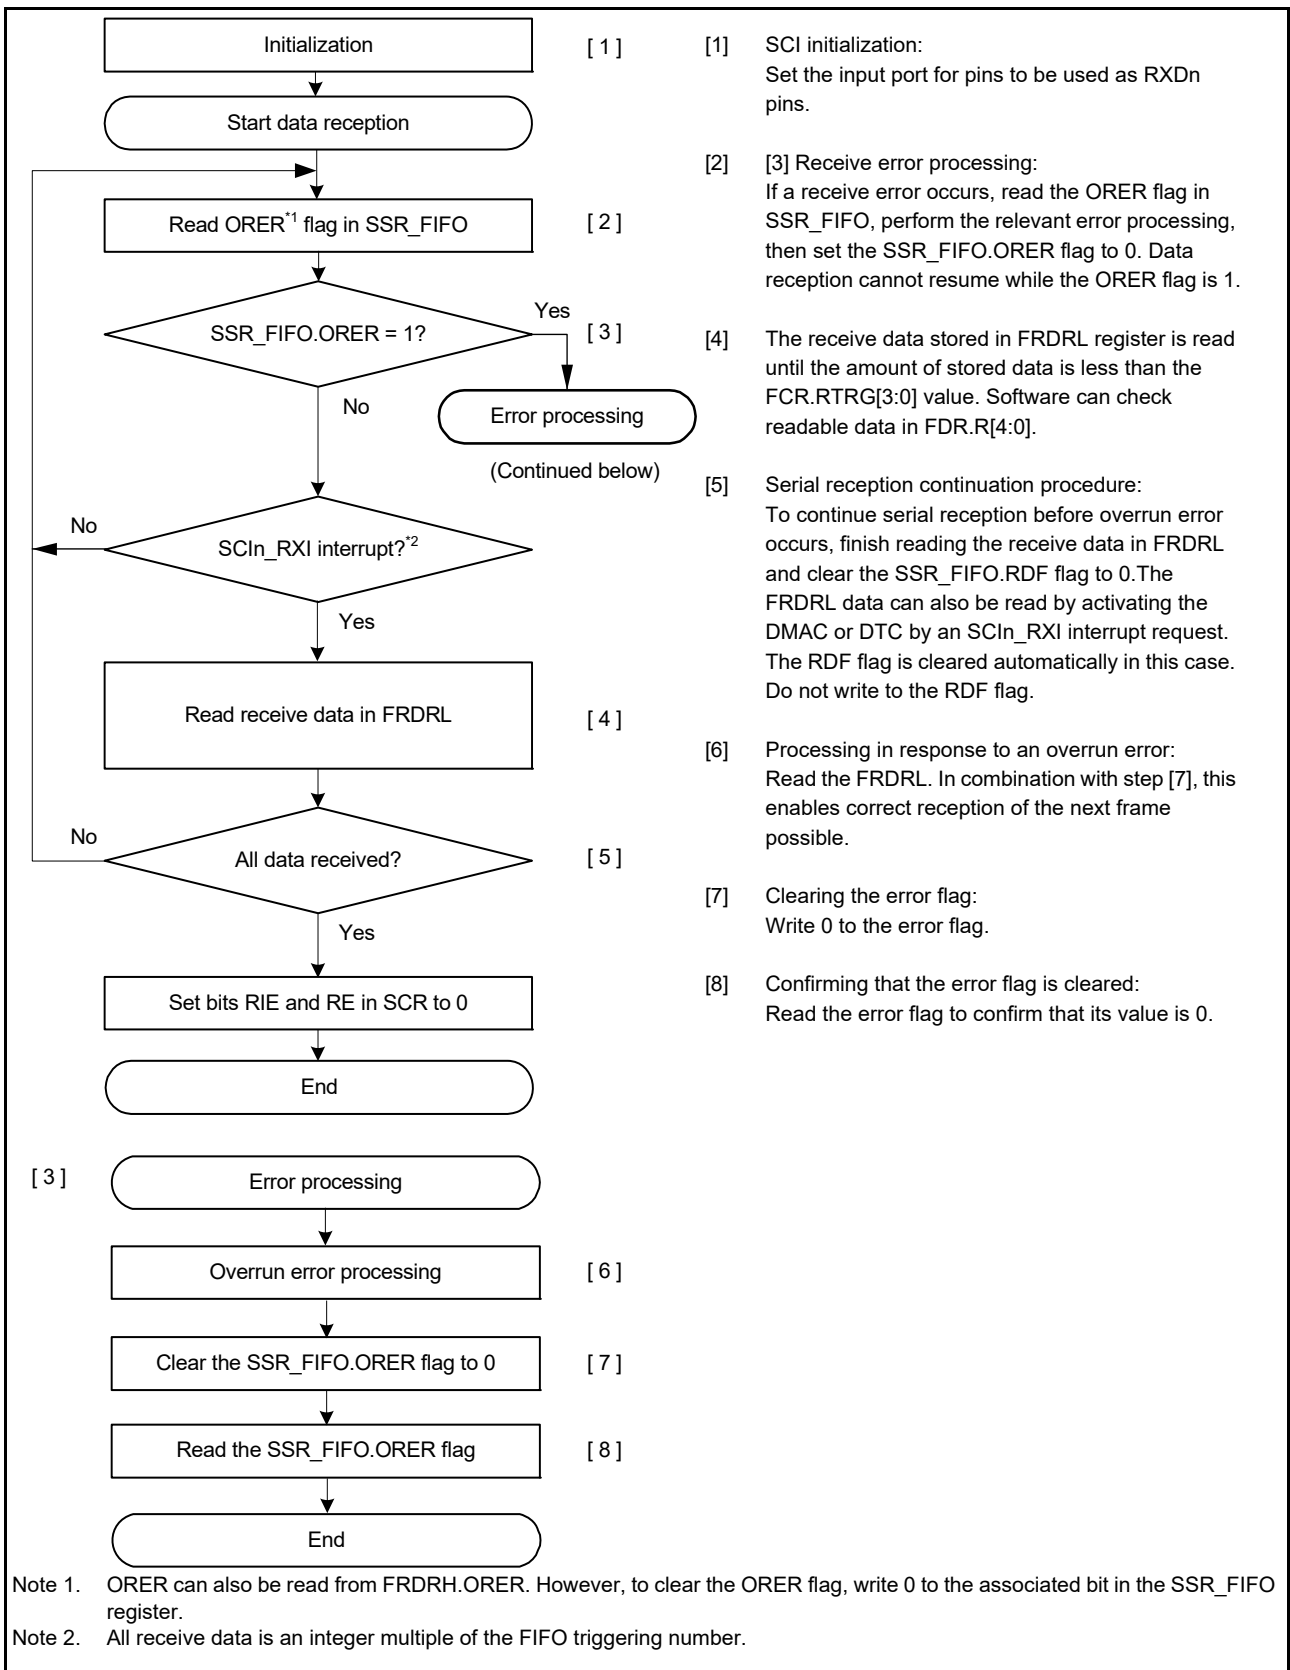 Initialization
[ 1 ]
Start data reception
Read ORER*1 flag in SSR_FIFO
[ 2 ]
SSR_FIFO.ORER = 1?
Yes
[ 3 ]
Error processing
(Continued below)
No
SCIn_RXI interrupt?*2
No
Yes
Read receive data in FRDRL
[ 4 ]
All data received?
No
[ 5 ]
Yes
Set bits RIE and RE in SCR to 0
End
[1] SCI initialization:
Set the input port for pins to be used as RXDn
pins.
[2] [3] Receive error processing:
If a receive error occurs, read the ORER flag in
SSR_FIFO, perform the relevant error processing,
then set the SSR_FIFO.ORER flag to 0. Data
reception cannot resume while the ORER flag is 1.
[4] The receive data stored in FRDRL register is read
until the amount of stored data is less than the
FCR.RTRG[3:0] value. Software can check
readable data in FDR.R[4:0].
[5] Serial reception continuation procedure:
To continue serial reception before overrun error
occurs, finish reading the receive data in FRDRL
and clear the SSR_FIFO.RDF flag to 0.The
FRDRL data can also be read by activating the
DMAC or DTC by an SCIn_RXI interrupt request.
The RDF flag is cleared automatically in this case.
Do not write to the RDF flag.
[6] Processing in response to an overrun error:
Read the FRDRL. In combination with step [7], this
enables correct reception of the next frame
possible.
[7] Clearing the error flag:
Write 0 to the error flag.
[8] Confirming that the error flag is cleared:
Read the error flag to confirm that its value is 0.
[ 3 ]
Error processing
Overrun error processing
[ 6 ]
Clear the SSR_FIFO.ORER flag to 0
[ 7 ]
Read the SSR_FIFO.ORER flag
[ 8 ]
End
Note 1. ORER can also be read from FRDRH.ORER. However, to clear the ORER flag, write 0 to the associated bit in the SSR_FIFO
register.
Note 2. All receive data is an integer multiple of the FIFO triggering number.